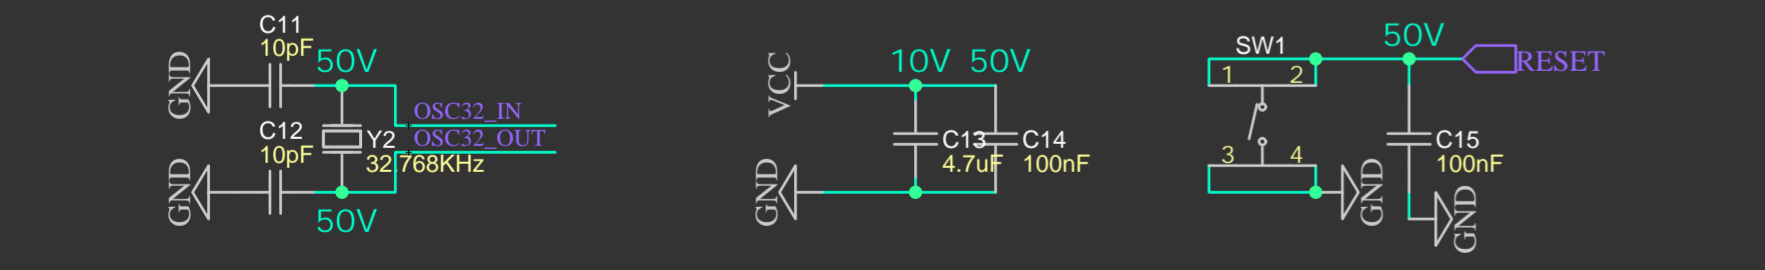 C11
10pF
50V
GND
OSC32_IN
OSC32_OUT
C12
10pF
Y2
32.768KHz
GND
50V
VCC
10V 50V
C13
4.7uF
C14
100nF
GND
SW1
1 2
3 4
GND
50V
RESET
C15
100nF
GND